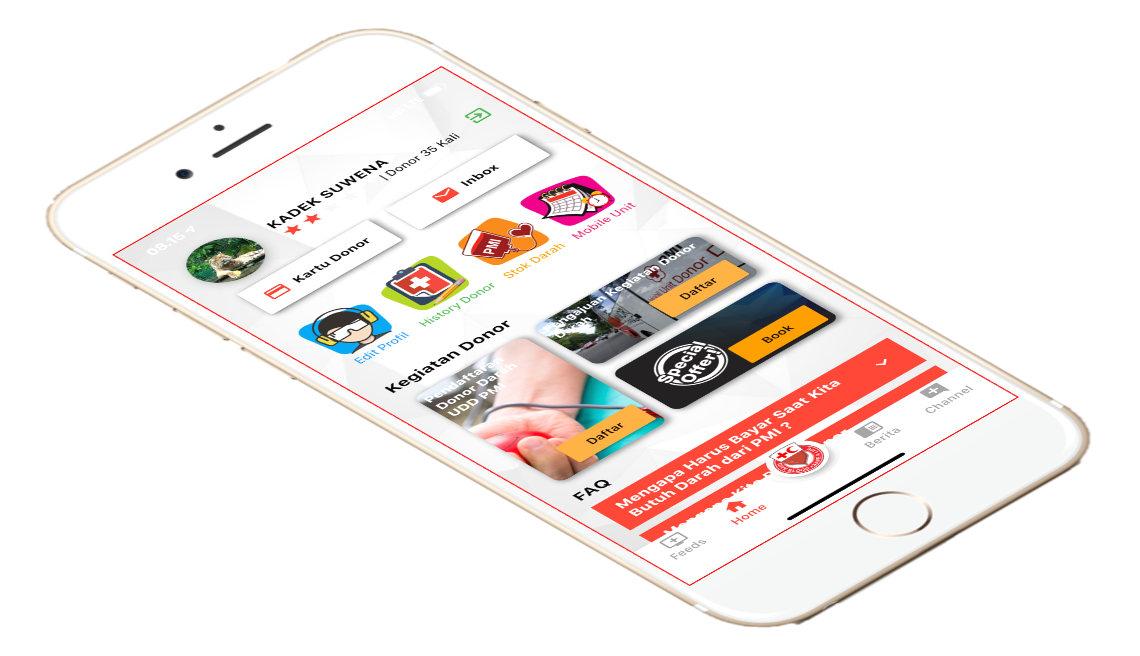 08.15
KADEK SUWENA
| Donor 35 Kali
Kartu Donor
Inbox
Edit Profil
History Donor
Stok Darah
PMI
Mobile Unit
Kegiatan Donor
Pendaftaran
Donor Darah
UDD PMI
Daftar
Pengajuan Kegiatan Donor
Darah
Unit Donor D
Daftar
Special
Offer!
Book
FAQ
Mengapa Harus Bayar Saat Kita
Butuh Darah dari PMI ?
Feeds
Home
Berita
Channel